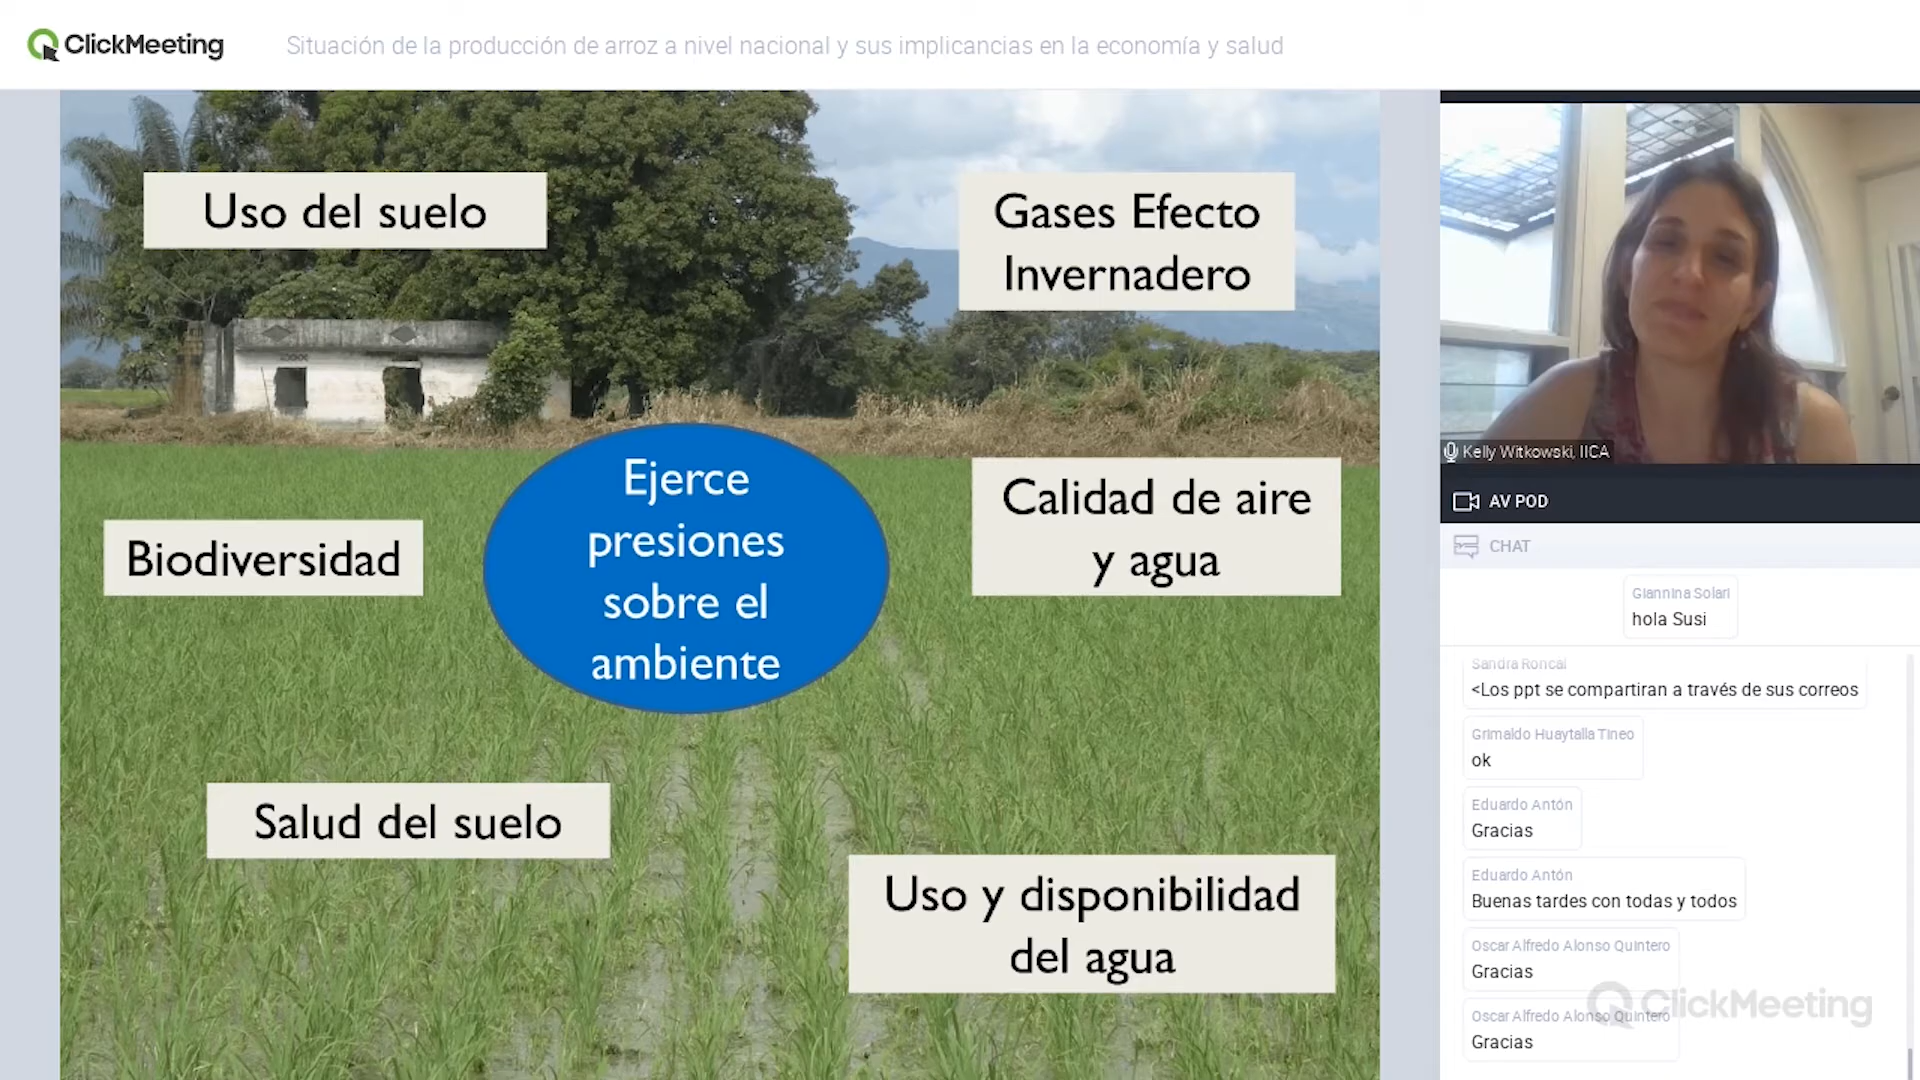 ClickMeeting
Situación de la producción de arroz a nivel nacional y sus implicancias en la economía y salud
Uso del suelo
Gases Efecto
Invernadero
Ejerce
presiones
sobre el
ambiente
Biodiversidad
Calidad de aire
y agua
Salud del suelo
Uso y disponibilidad
del agua
Kelly Witkowski, IICA
AV POD
CHAT
Giannina Solari
hola Susi
Sandra Roncal
<Los ppt se compartiran a través de sus correos
Grimaldo Huaytalla Tineo
ok
Eduardo Antón
Gracias
Eduardo Antón
Buenas tardes con todas y todos
Oscar Alfredo Alonso Quintero
Gracias
Oscar Alfredo Alonso Quintero
Gracias
ClickMeeting